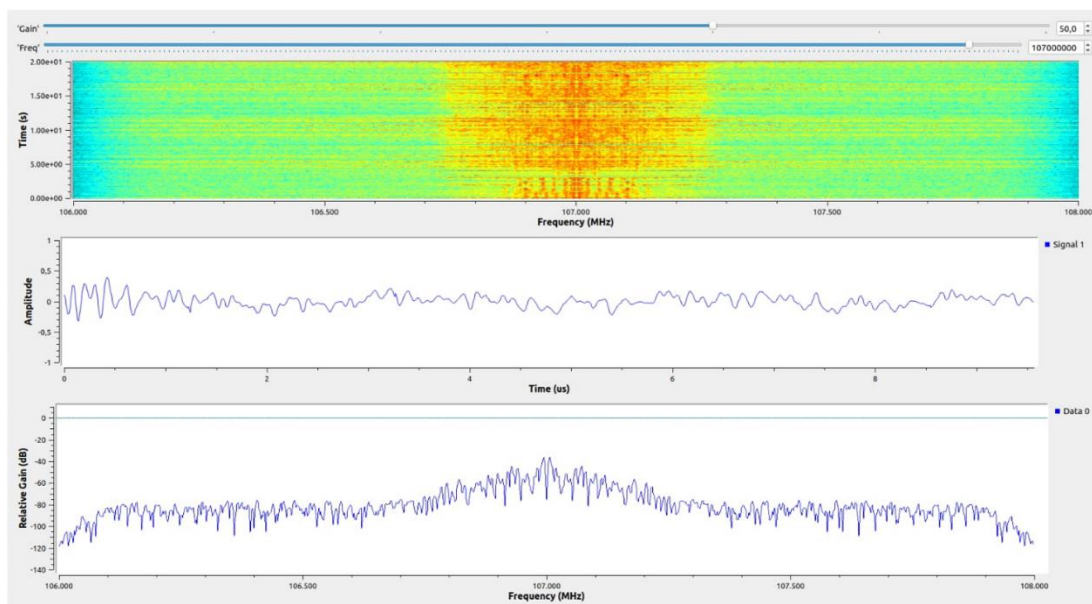 'Gain' 50,0
'Freq' 107000000
2.00e+01
1.50e+01
1.00e+01
5.00e+00
0.00e+00
Time (s)
106.000 106.500 107.000 107.500 108.000
Frequency (MHz)
Signal 1
1
0.5
0
-0.5
-1
Amplitude
0 2 4 6 8
Time (us)
Data 0
0
-20
-40
-60
-80
-100
-120
-140
Relative Gain (dB)
106.000 106.500 107.000 107.500 108.000
Frequency (MHz)